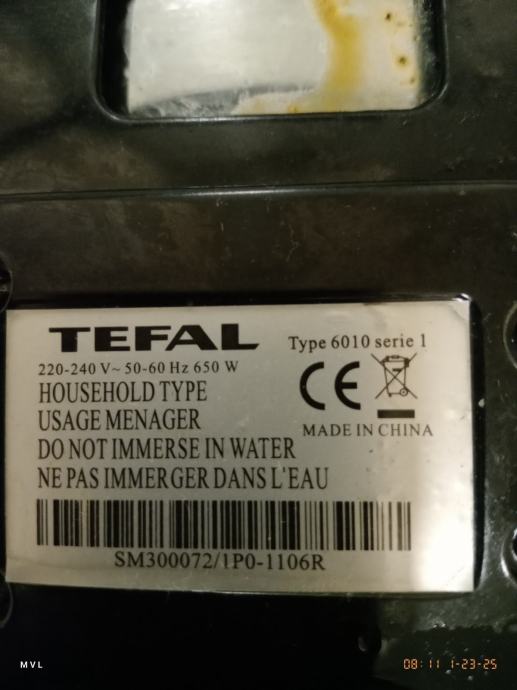 TEFAL
Type 6010 serie 1
220-240 V~ 50-60 Hz 650 W
HOUSEHOLD TYPE
CE
USAGE MENAGER
MADE IN CHINA
DO NOT IMMERSE IN WATER
NE PAS IMMERGER DANS L'EAU
SM300072/1P0-1106R
MVL
08:11 1-23-25